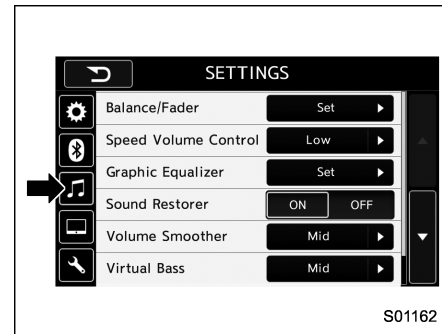 SETTINGS
Balance/Fader Set
Speed Volume Control Low
Graphic Equalizer Set
Sound Restorer ON OFF
Volume Smoother Mid
Virtual Bass Mid
S01162